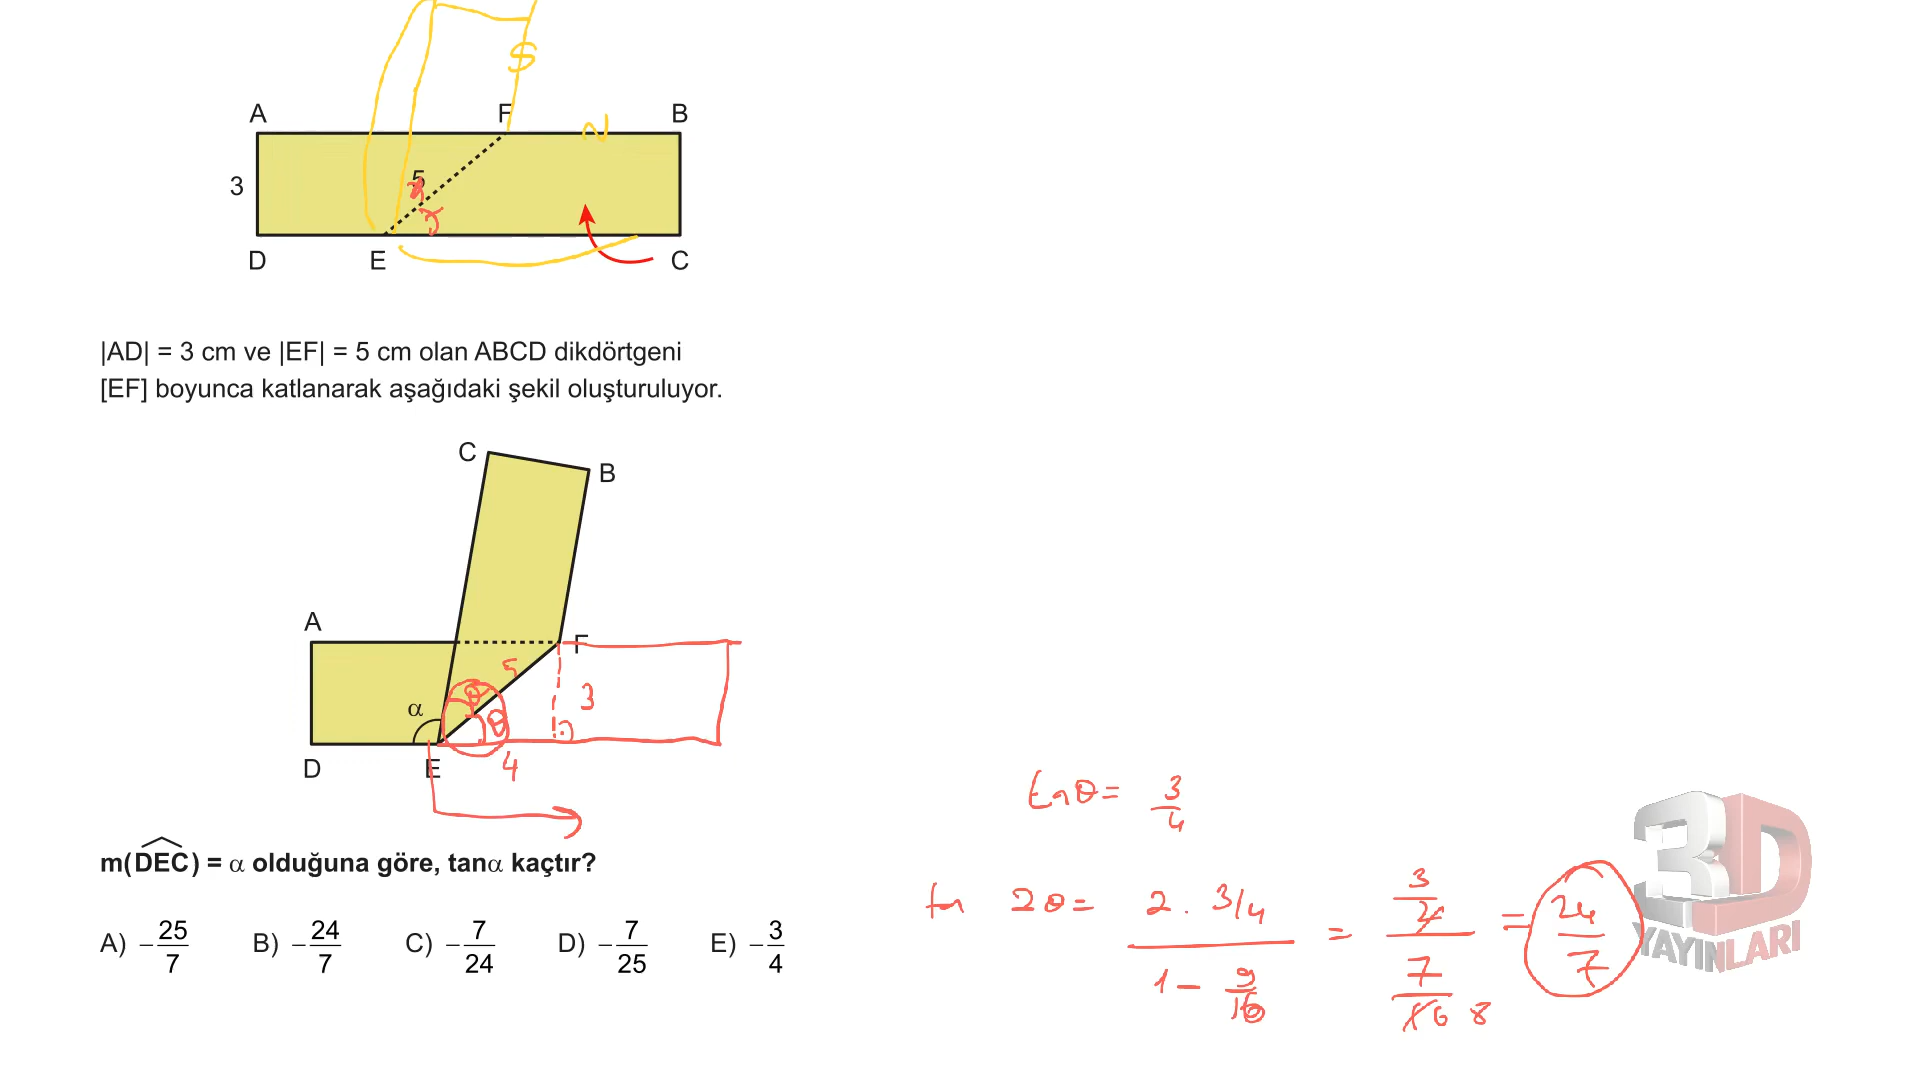 A F B
3 5
D E C
|AD| = 3 cm ve |EF| = 5 cm olan ABCD dikdörtgeni
[EF] boyunca katlanarak aşağıdaki şekil oluşturuluyor.
C
B
A
F
5
θ
3
α θ
D E 4
tanθ = 3/4
m(DEC) = α olduğuna göre, tanα kaçtır?
tan 2θ = 2 . 3/4 / 1 - 9/16 = 3/2 / 7/16 8 = 24/7
A) -25/7 B) -24/7 C) -7/24 D) -7/25 E) -3/4
3D
YAYINLARI